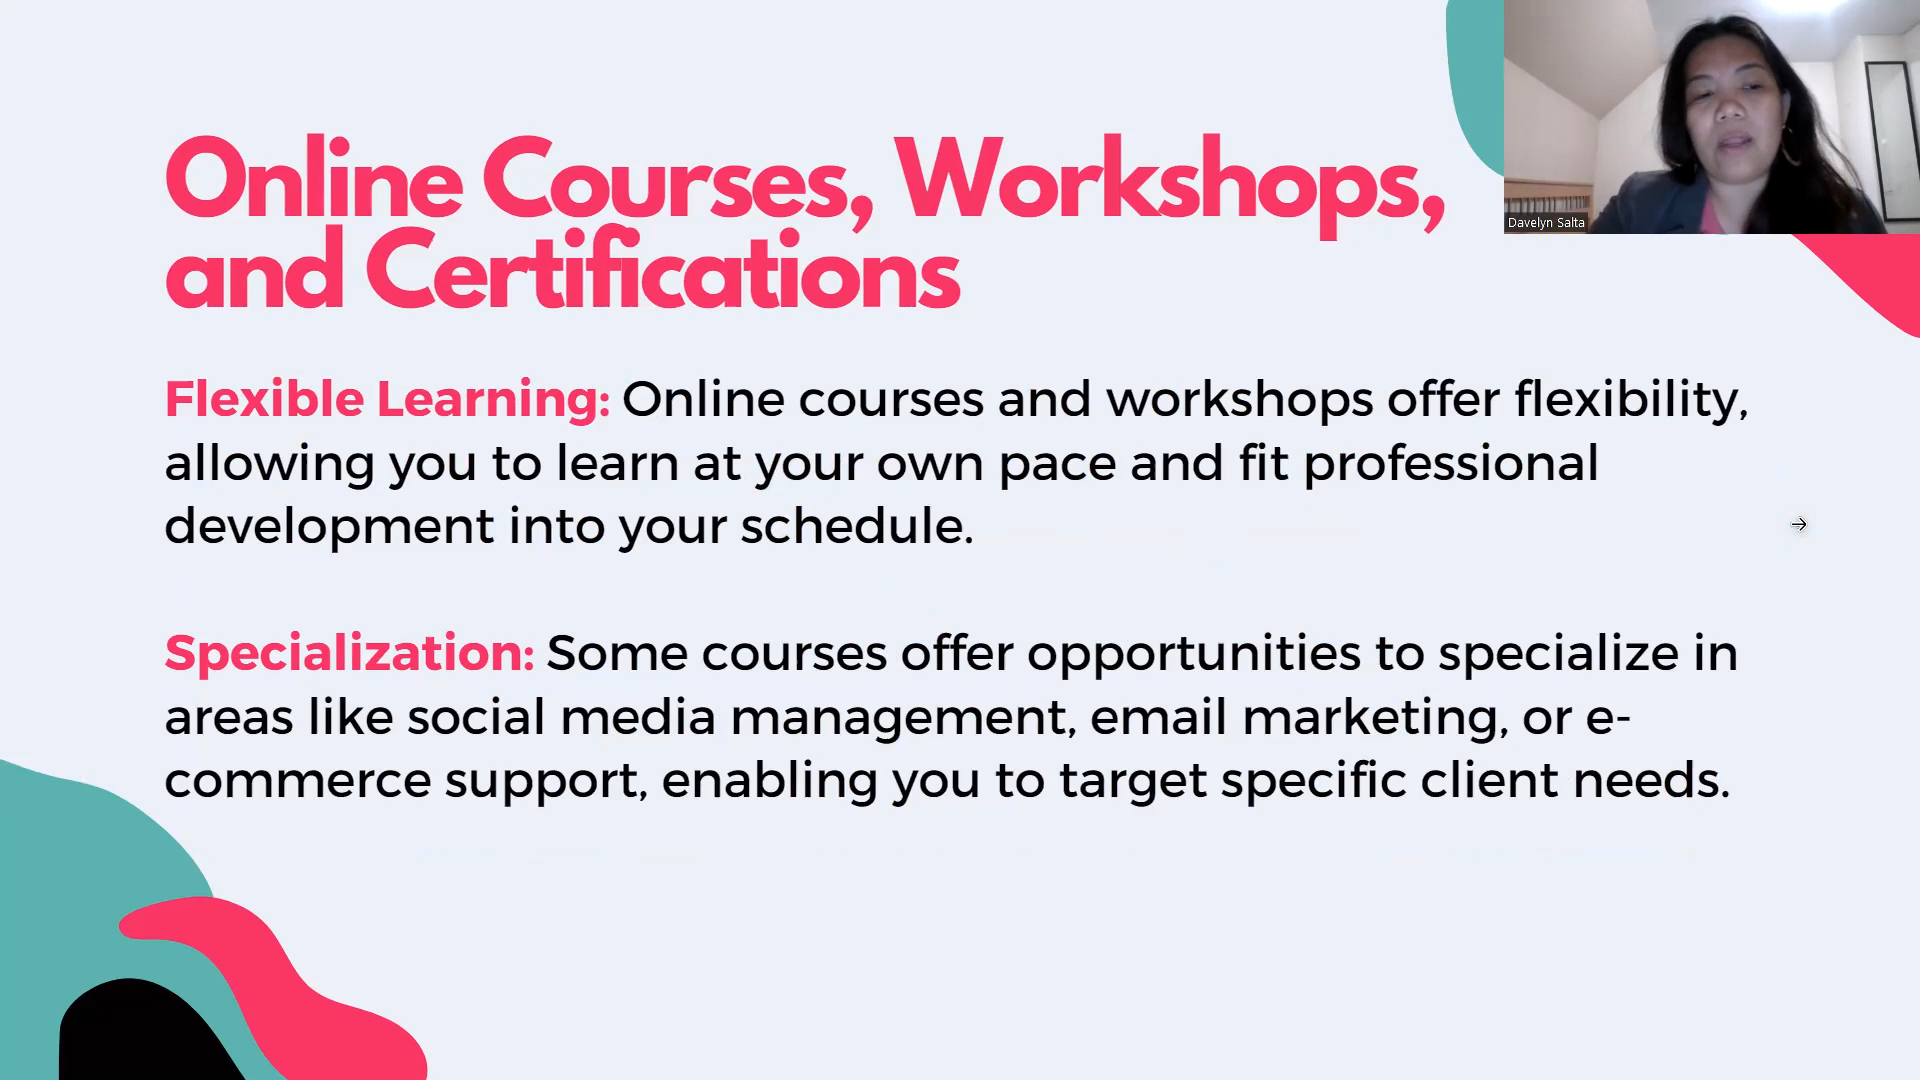 Online Courses, Workshops,
and Certifications
Davelyn Salta
Flexible Learning: Online courses and workshops offer flexibility,
allowing you to learn at your own pace and fit professional
development into your schedule.
Specialization: Some courses offer opportunities to specialize in
areas like social media management, email marketing, or e-
commerce support, enabling you to target specific client needs.